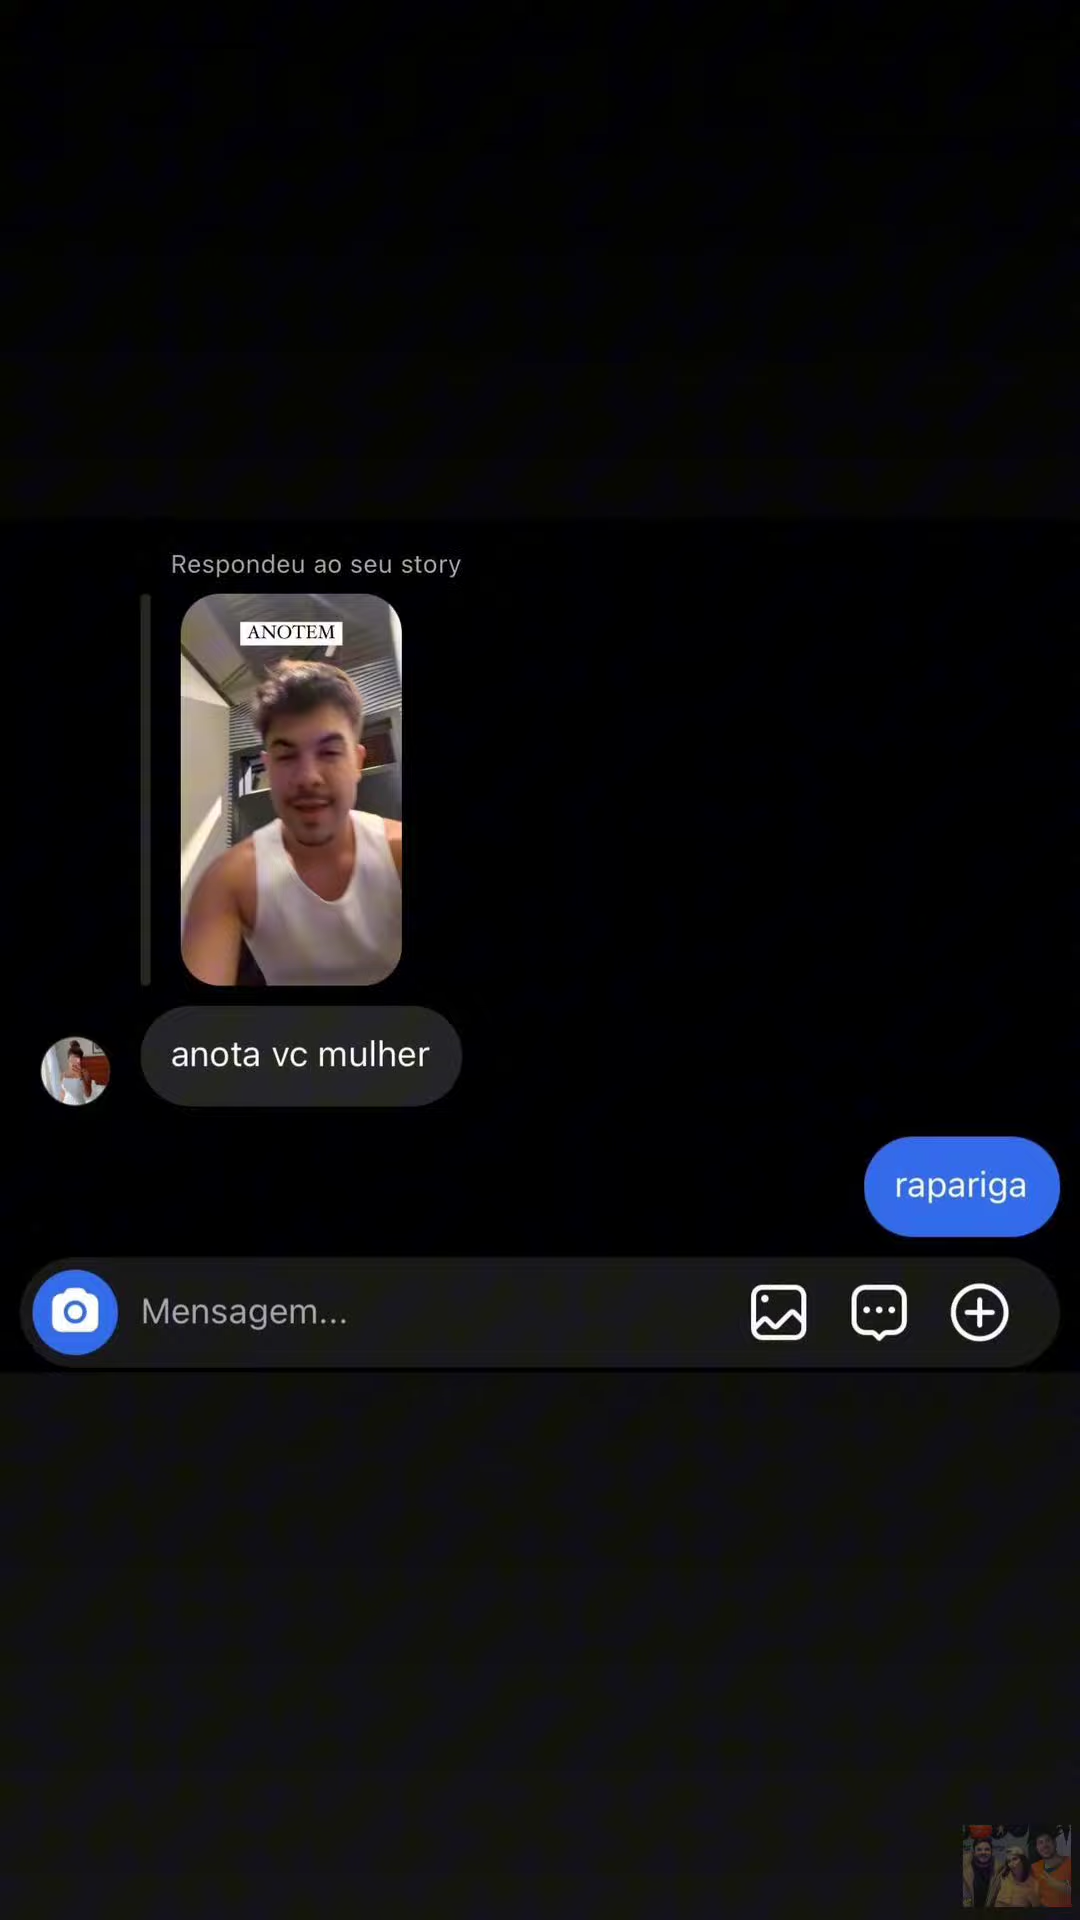 Respondeu ao seu story
ANOTEM
anota vc mulher
rapariga
Mensagem...